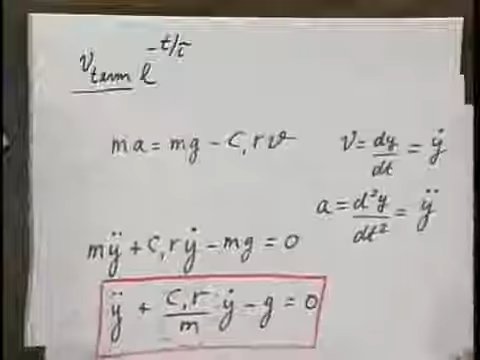 v_term e^{-t/τ}
ma = mg - C₁rv
v = dy/dt = ẏ
a = d²y/dt² = ÿ
mÿ + C₁rẏ - mg = 0
ÿ + C₁r/m ẏ - g = 0